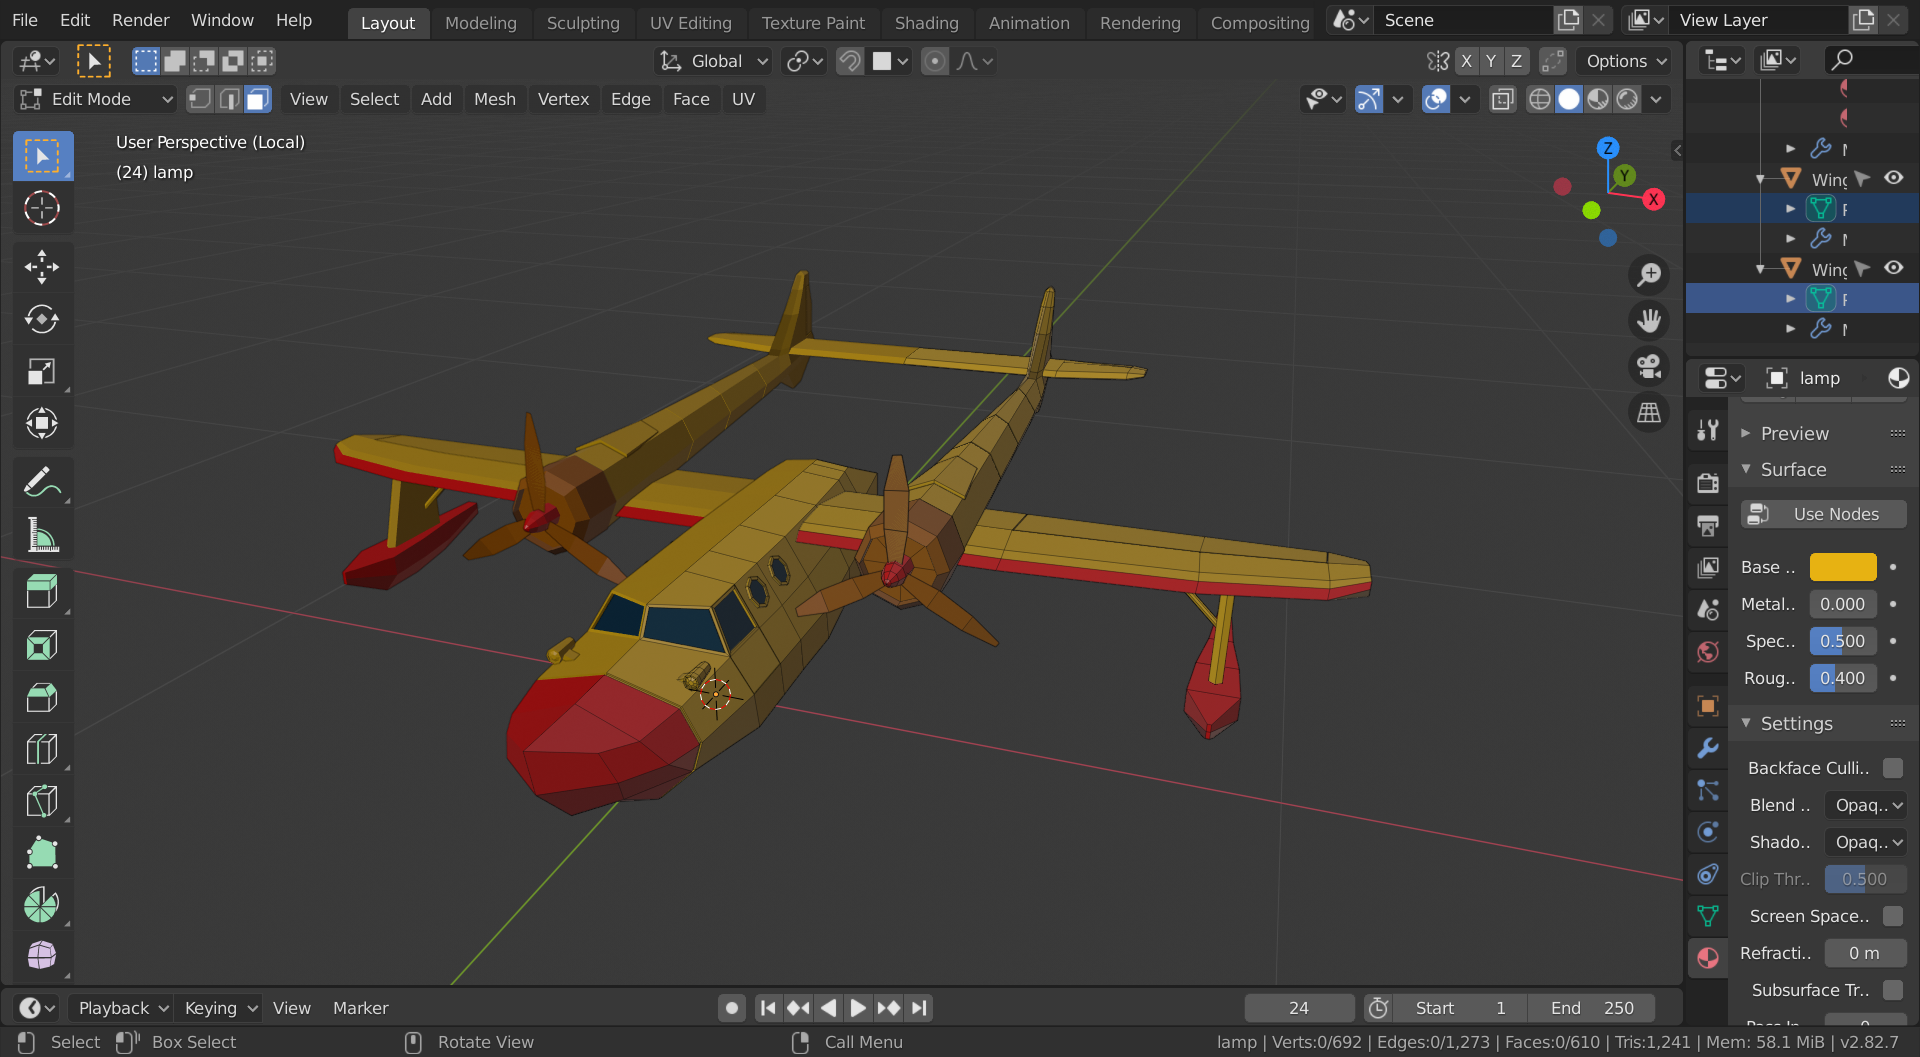 File Edit Render Window Help Layout Modeling Sculpting UV Editing Texture Paint Shading Animation Rendering Compositing Scene View Layer
Global X Y Z Options
Edit Mode View Select Add Mesh Vertex Edge Face UV
User Perspective (Local)
(24) lamp
Z
Y
X
Wing
Wing
lamp
Preview
Surface
Use Nodes
Base ..
Metal.. 0.000
Spec.. 0.500
Roug.. 0.400
Settings
Backface Culli..
Blend .. Opaq..
Shado.. Opaq..
Clip Thr.. 0.500
Screen Space..
Refracti.. 0 m
Subsurface Tr..
Playback Keying View Marker 24 Start 1 End 250
Select Box Select Rotate View Call Menu lamp | Verts:0/692 | Edges:0/1,273 | Faces:0/610 | Tris:1,241 | Mem: 58.1 MiB | v2.82.7